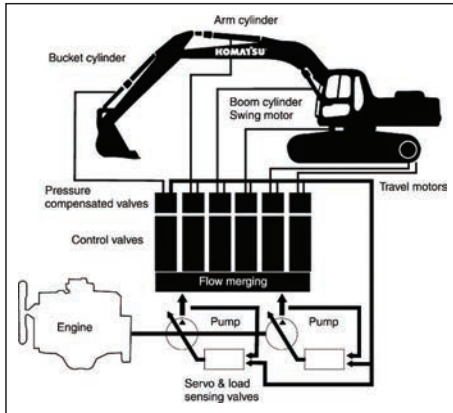 Arm cylinder
KOMATSU
Bucket cylinder
Boom cylinder
Swing motor
Pressure
compensated valves
Travel motors
Control valves
Flow merging
Engine
Pump
Pump
Servo & load
sensing valves